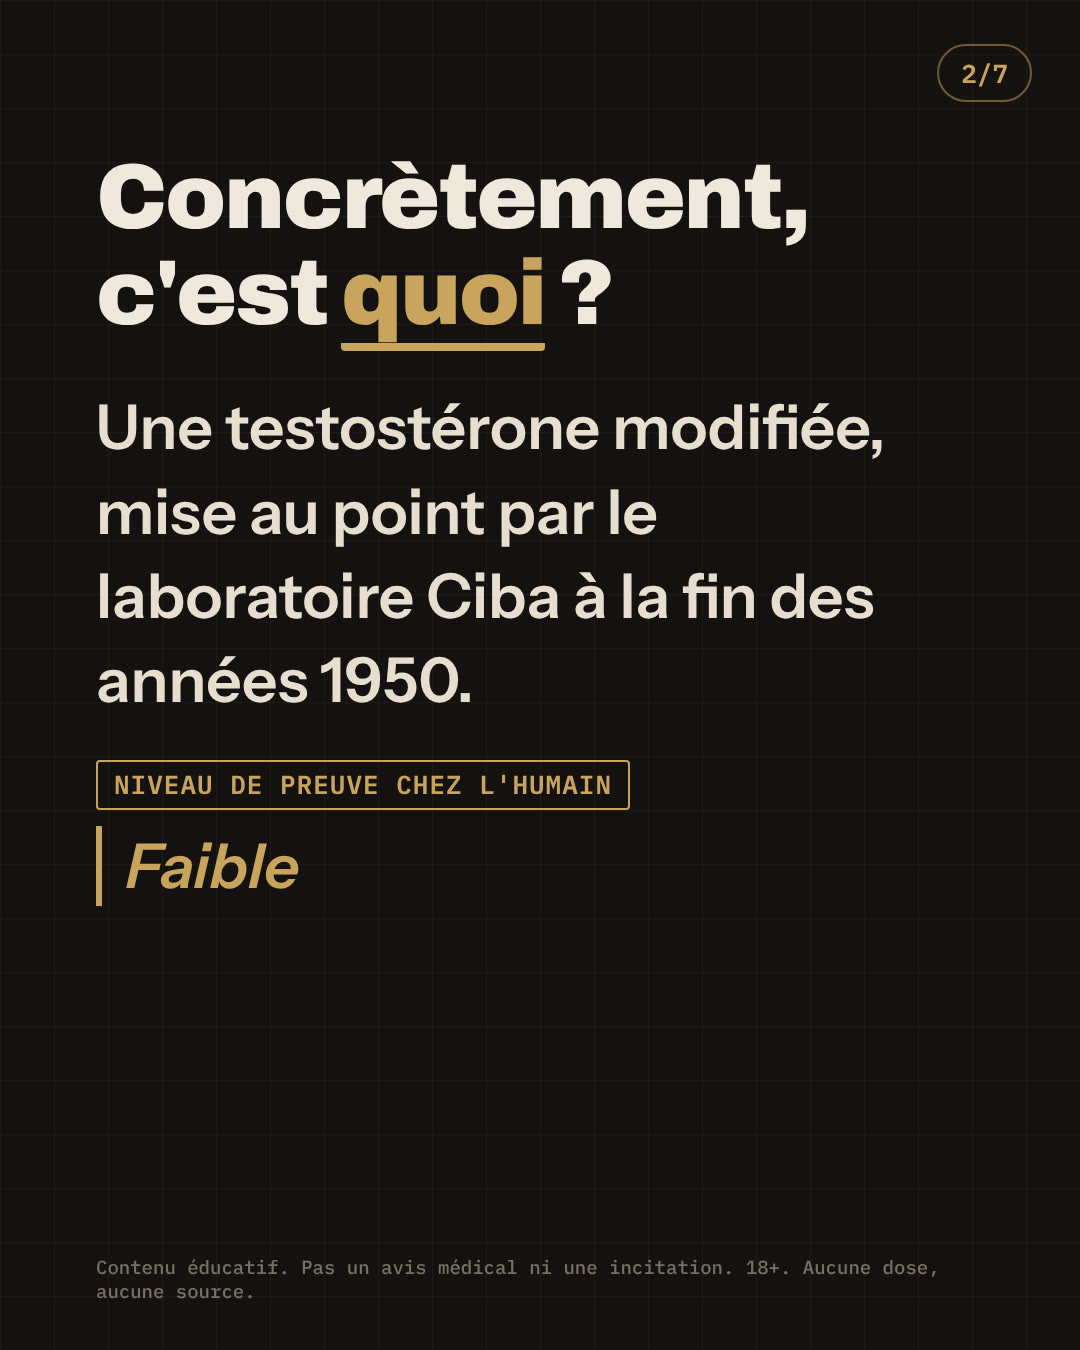 2/7
Concrètement,
c'est quoi ?
Une testostérone modifiée,
mise au point par le
laboratoire Ciba à la fin des
années 1950.
NIVEAU DE PREUVE CHEZ L'HUMAIN
Faible
Contenu éducatif. Pas un avis médical ni une incitation. 18+. Aucune dose,
aucune source.